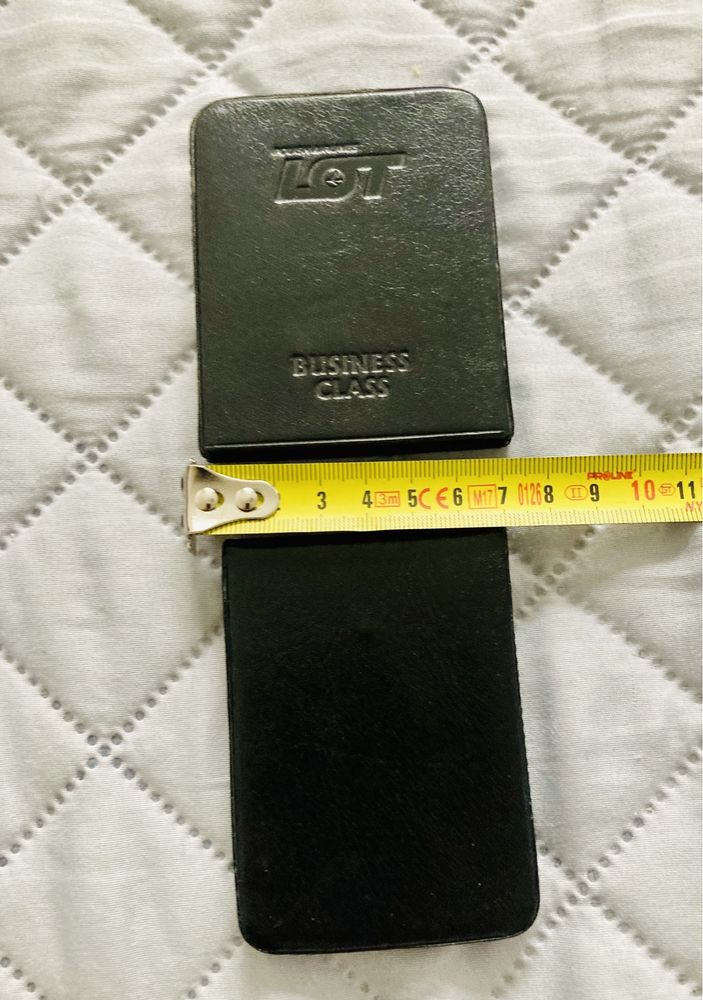 LOT
BUSINESS
CLASS
PROLINE
3 4 3m 5 CE 6 M17 7 0126 8 II 9 10 11